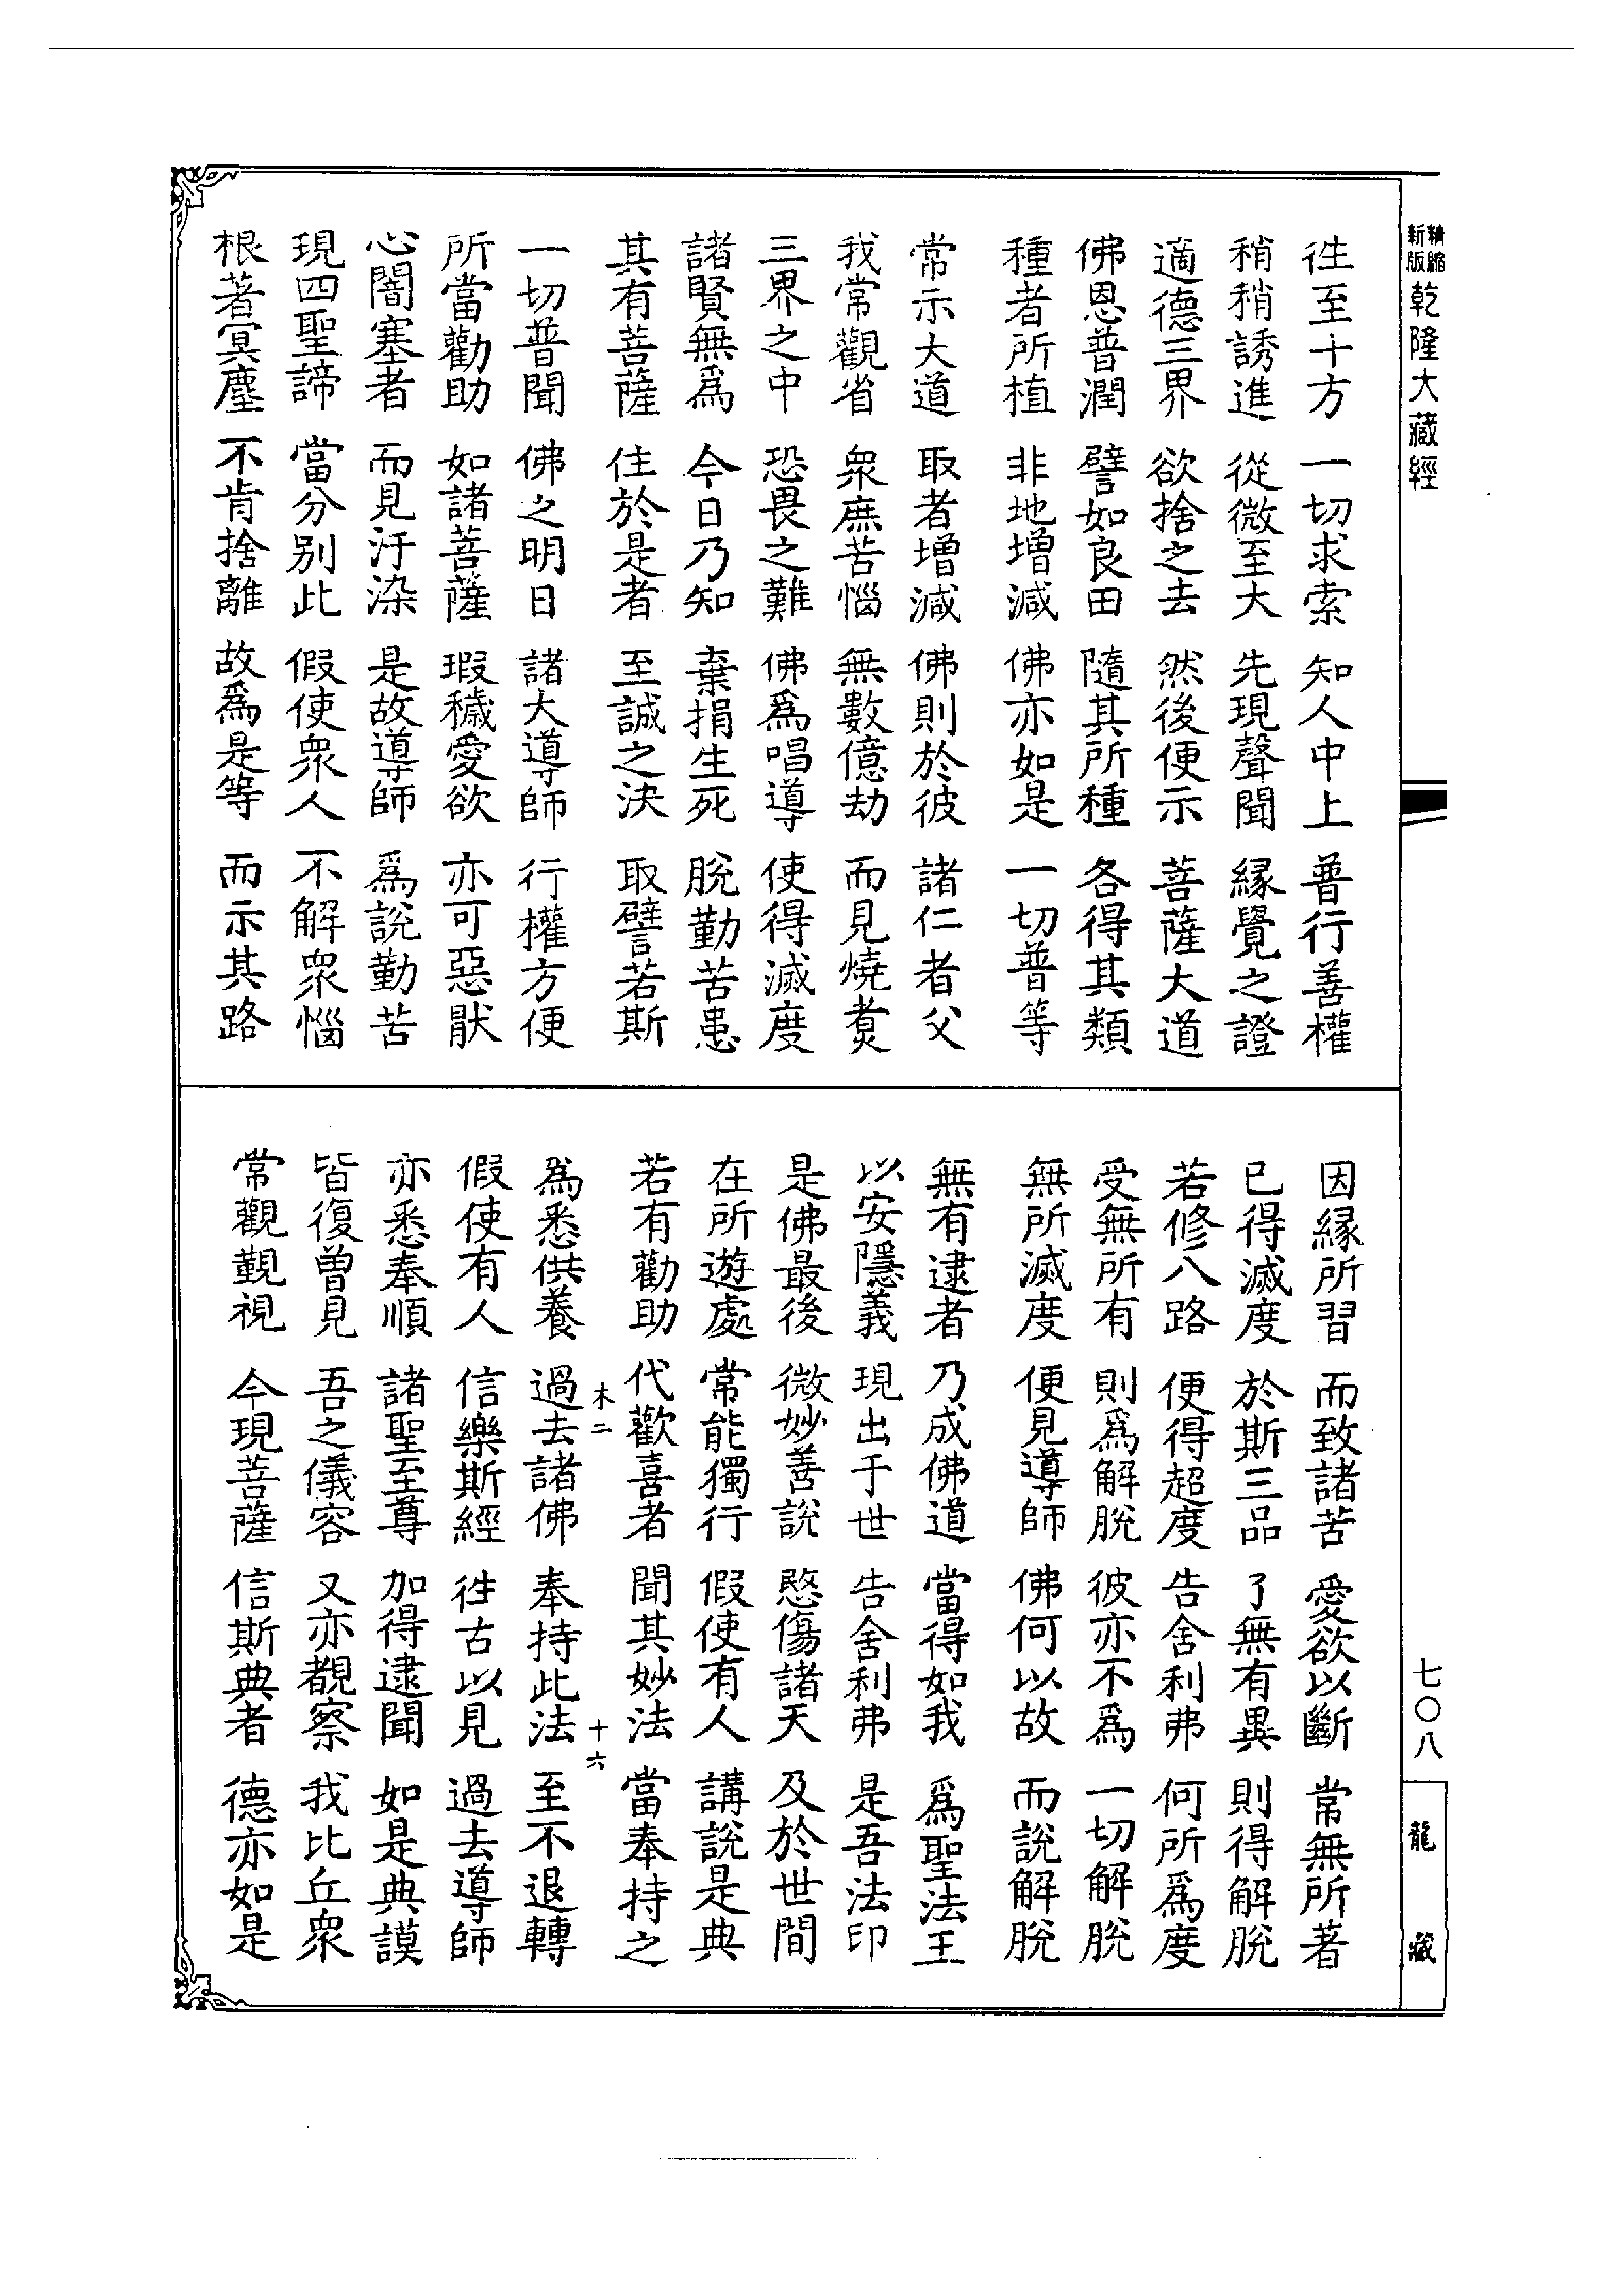 精縮新版乾隆大藏經
徃至十方 一切求索 知人中上 普行善權
稍稍誘進 從微至大 先現聲聞 緣覺之證
適德三界 欲捨之去 然後便示 菩薩大道
佛恩普潤 譬如良田 隨其所種 各得其類
種者所植 非地增減 佛亦如是 一切普等
常示大道 取者增減 佛則於彼 諸仁者父
我常觀省 衆庶苦惱 無數億劫 而見燒煑
三界之中 恐畏之難 佛爲唱導 使得滅度
諸賢無爲 今日乃知 棄捐生死 脫勤苦患
其有菩薩 住於是者 至誠之決 取譬若斯
一切普聞 佛之明日 諸大導師 行權方便
所當勸助 如諸菩薩 瑕穢愛欲 亦可惡猒
心闇塞者 而見汙染 是故導師 爲說勤苦
現四聖諦 當分别此 假使衆人 不解衆惱
根著冥塵 不肯捨離 故爲是等 而示其路
因緣所習 而致諸苦 愛欲以斷 常無所著
已得滅度 於斯三品 了無有異 則得解脫
若修八路 便得超度 告舍利弗 何所爲度
受無所有 則爲解脫 彼亦不爲 一切解脫
無所滅度 便見導師 佛何以故 而說解脫
無有逮者 乃成佛道 當得如我 爲聖法王
以安隱義 現出于世 告舍利弗 是吾法印
是佛最後 微妙善說 愍傷諸天 及於世間
在所遊處 常能獨行 假使有人 講說是典
若有勸助 代歡喜者 聞其妙法 當奉持之
木二 十六
爲悉供養 過去諸佛 奉持此法 至不退轉
假使有人 信樂斯經 徃古以見 過去導師
亦悉奉順 諸聖至尊 加得逮聞 如是典謨
皆復曾見 吾之儀容 又亦覩察 我比丘衆
常觀覲視 今現菩薩 信斯典者 德亦如是
七〇八
龍藏